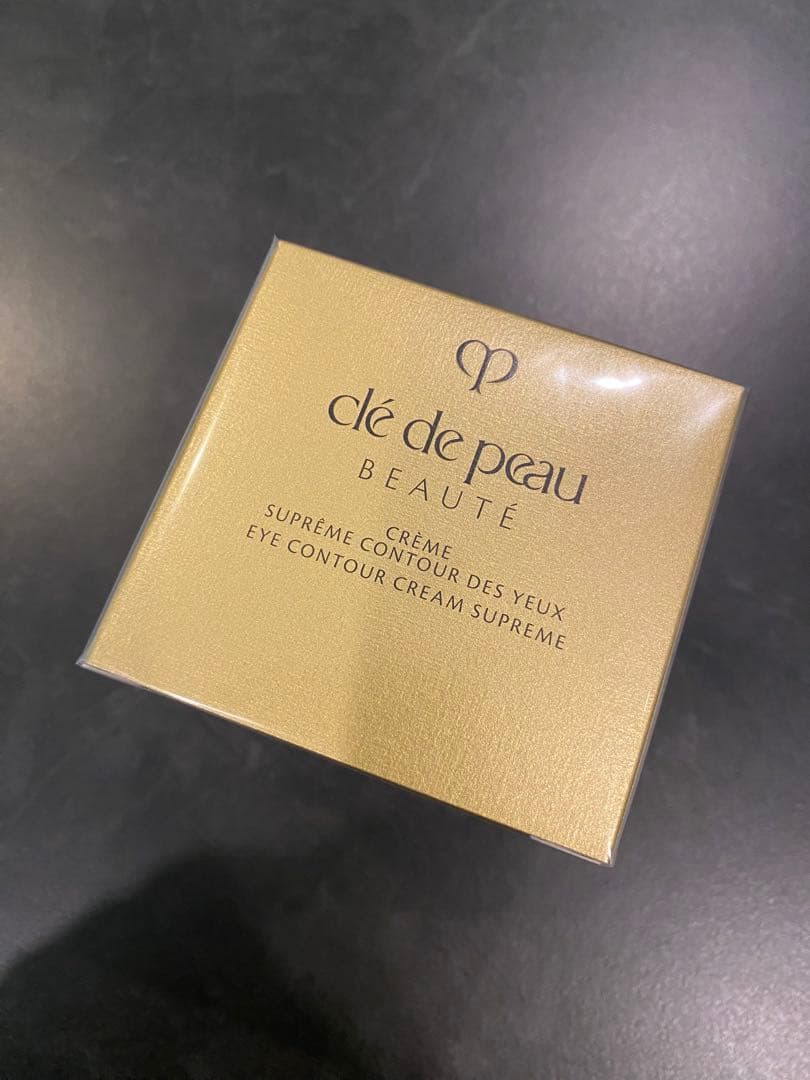 clé de peau
BEAUTÉ
CRÈME
SUPRÊME CONTOUR DES YEUX
EYE CONTOUR CREAM SUPREME